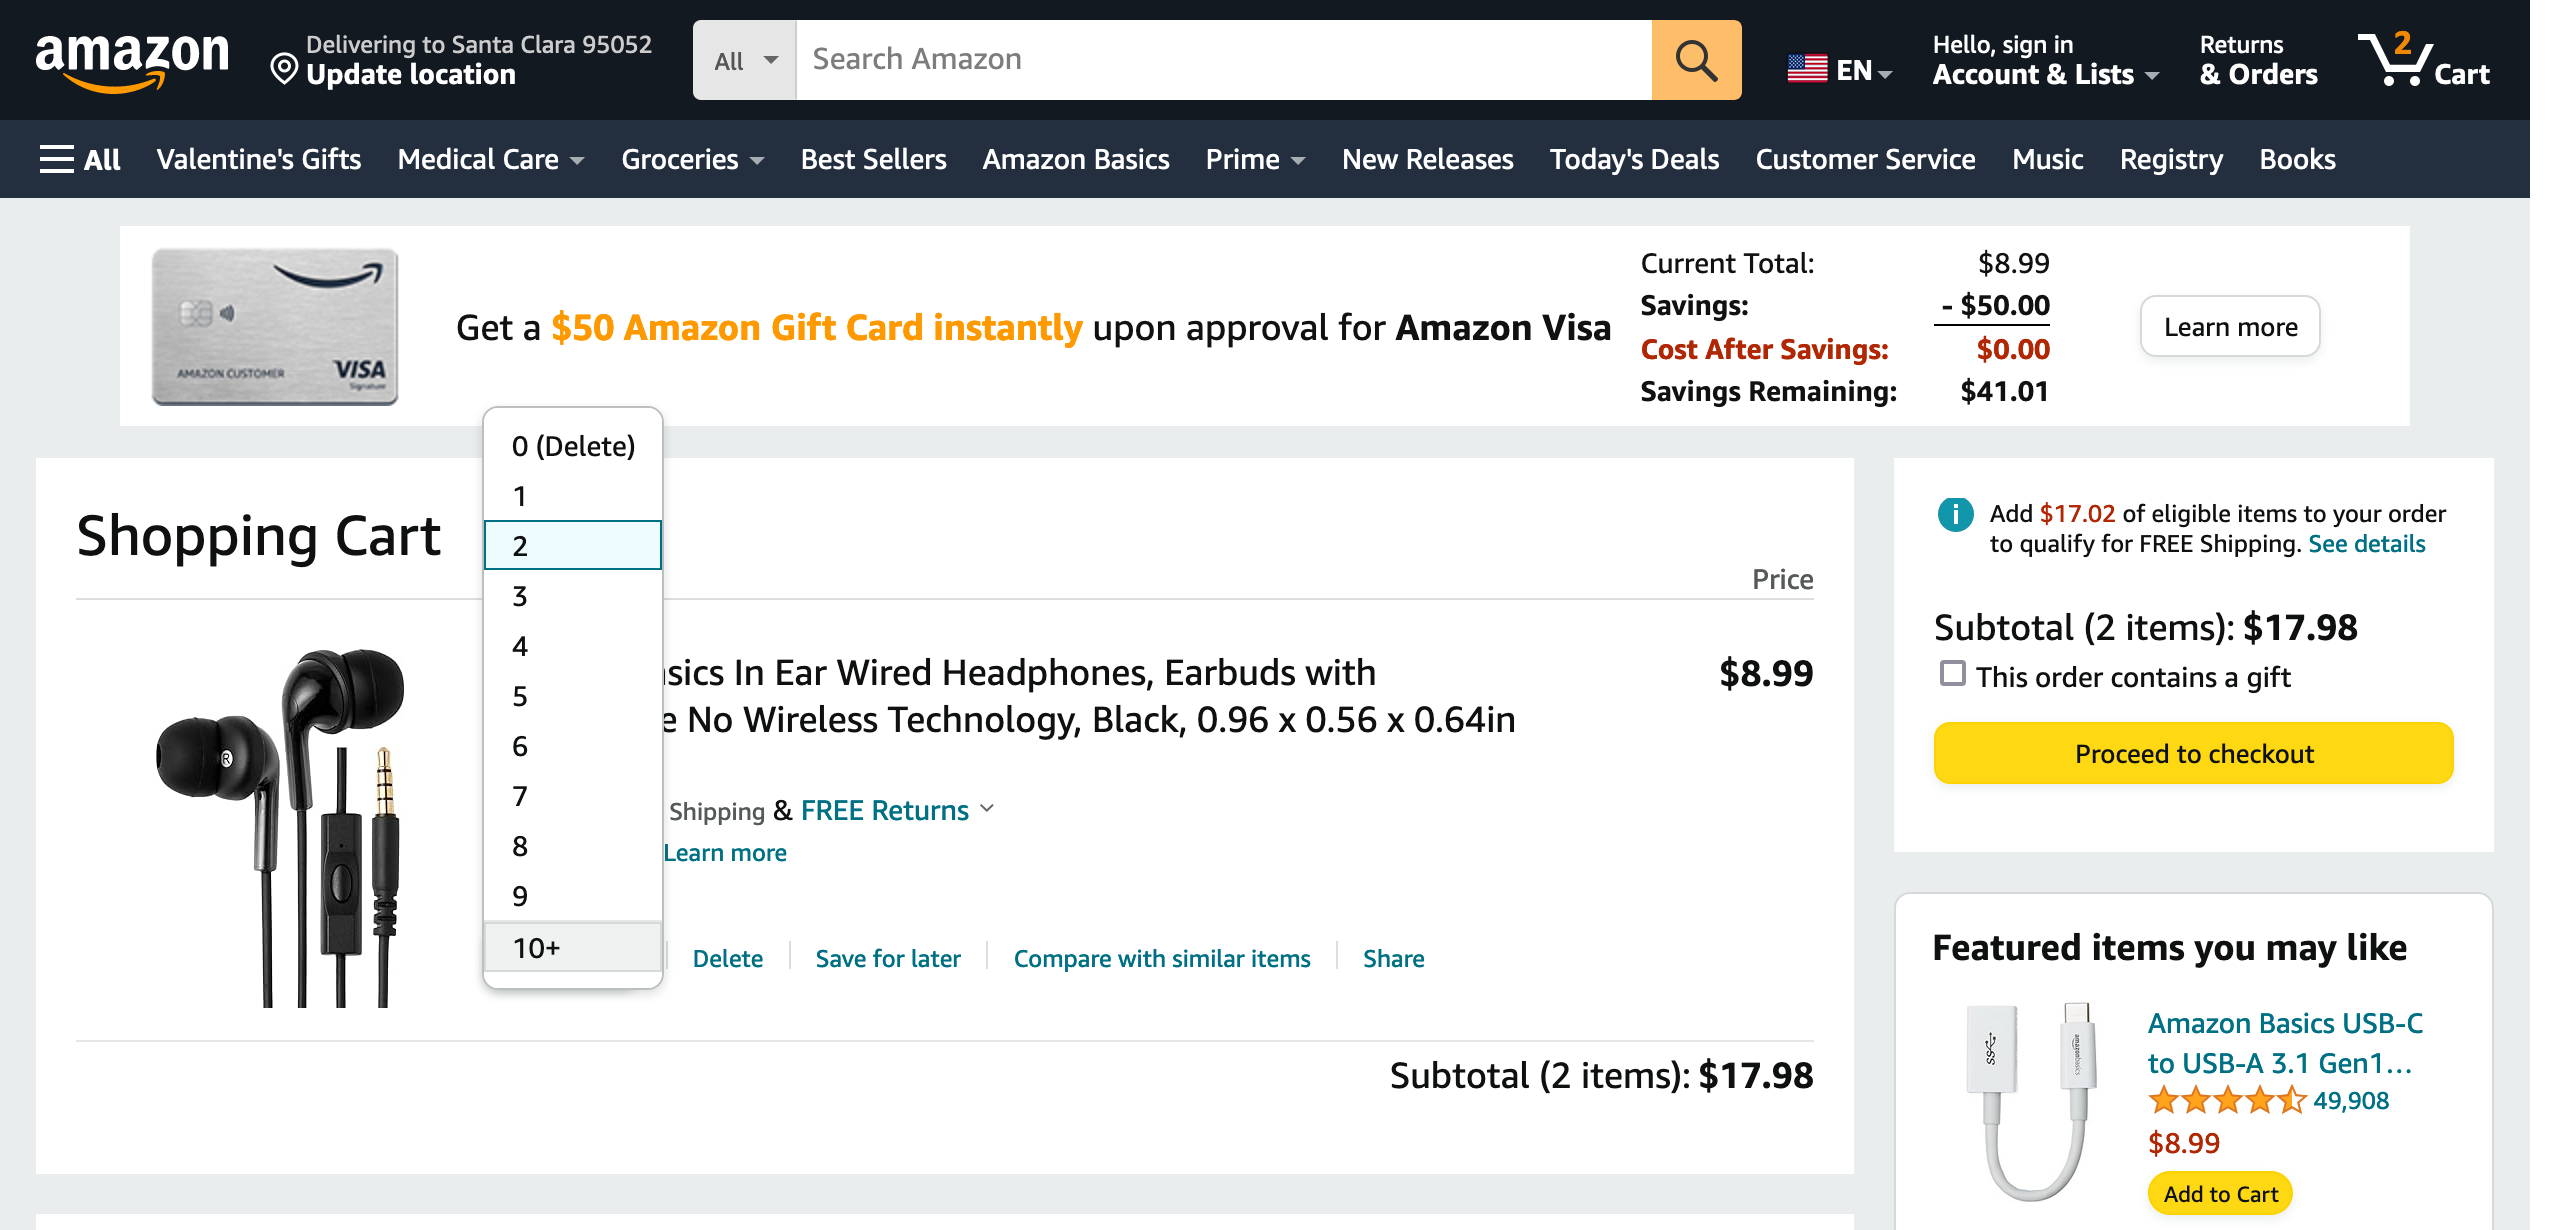 amazon
Delivering to Santa Clara 95052
Update location
All
Search Amazon
EN
Hello, sign in
Account & Lists
Returns
& Orders
2
Cart
All
Valentine's Gifts
Medical Care
Groceries
Best Sellers
Amazon Basics
Prime
New Releases
Today's Deals
Customer Service
Music
Registry
Books
AMAZON CUSTOMER
VISA
Signature
Get a $50 Amazon Gift Card instantly upon approval for Amazon Visa
Current Total: $8.99
Savings: - $50.00
Cost After Savings: $0.00
Savings Remaining: $41.01
Learn more
Shopping Cart
Price
0 (Delete)
1
2
3
4
5
6
7
8
9
10+
sics In Ear Wired Headphones, Earbuds with
e No Wireless Technology, Black, 0.96 x 0.56 x 0.64in
$8.99
Shipping & FREE Returns
Learn more
Delete
Save for later
Compare with similar items
Share
Subtotal (2 items): $17.98
Add $17.02 of eligible items to your order
to qualify for FREE Shipping. See details
Subtotal (2 items): $17.98
This order contains a gift
Proceed to checkout
Featured items you may like
Amazon Basics USB-C
to USB-A 3.1 Gen1...
49,908
$8.99
Add to Cart